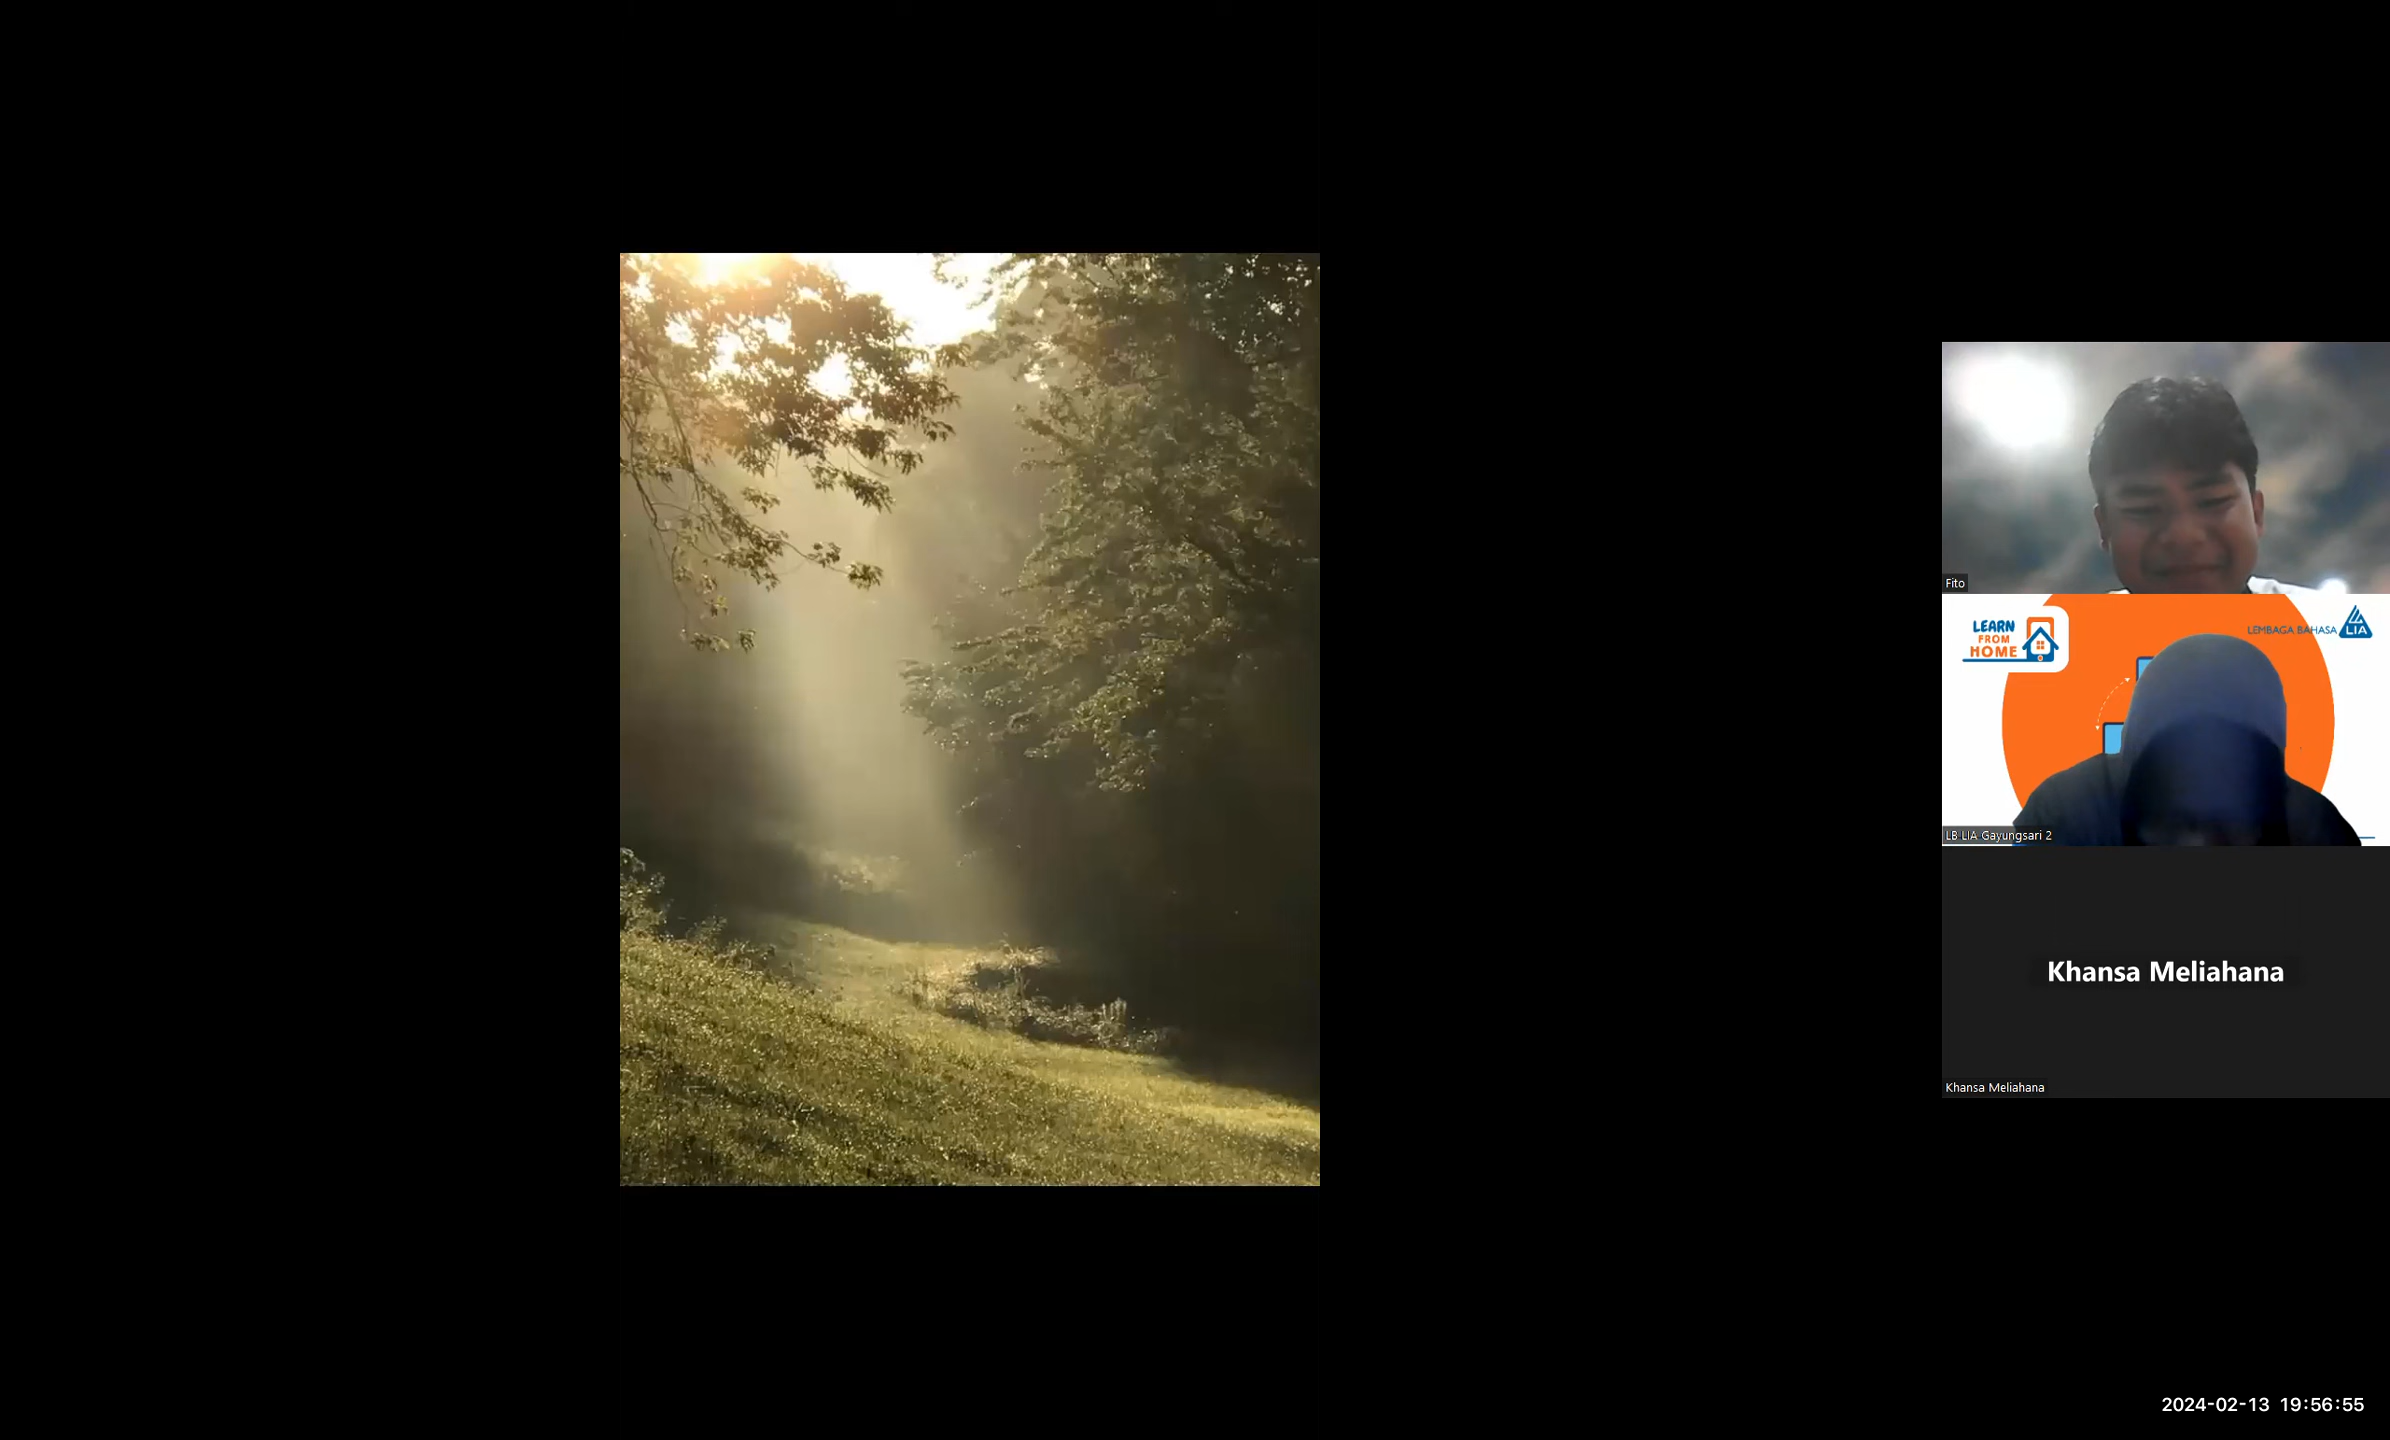 Fito
LEARN
FROM
HOME
LEMBAGA BAHASA LIA
LB LIA Gayungsari 2
Khansa Meliahana
Khansa Meliahana
2024-02-13 19:56:55